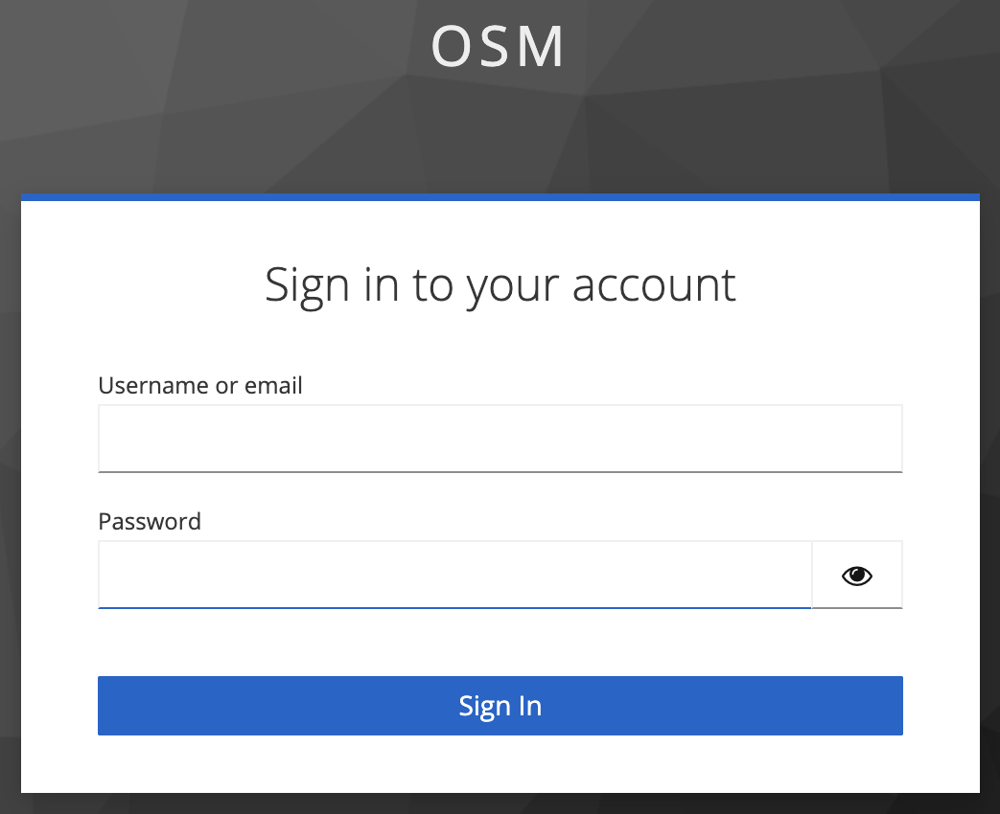 OSM
Sign in to your account
Username or email
Password
Sign In